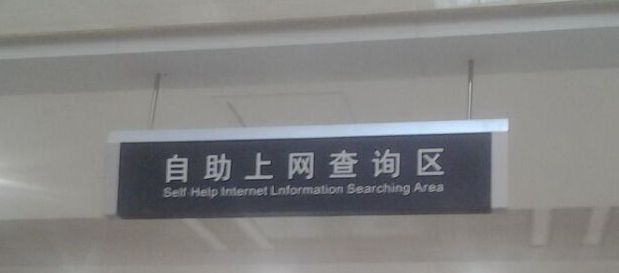 自助上网查询区
Self Help Internet Lnformation Searching Area